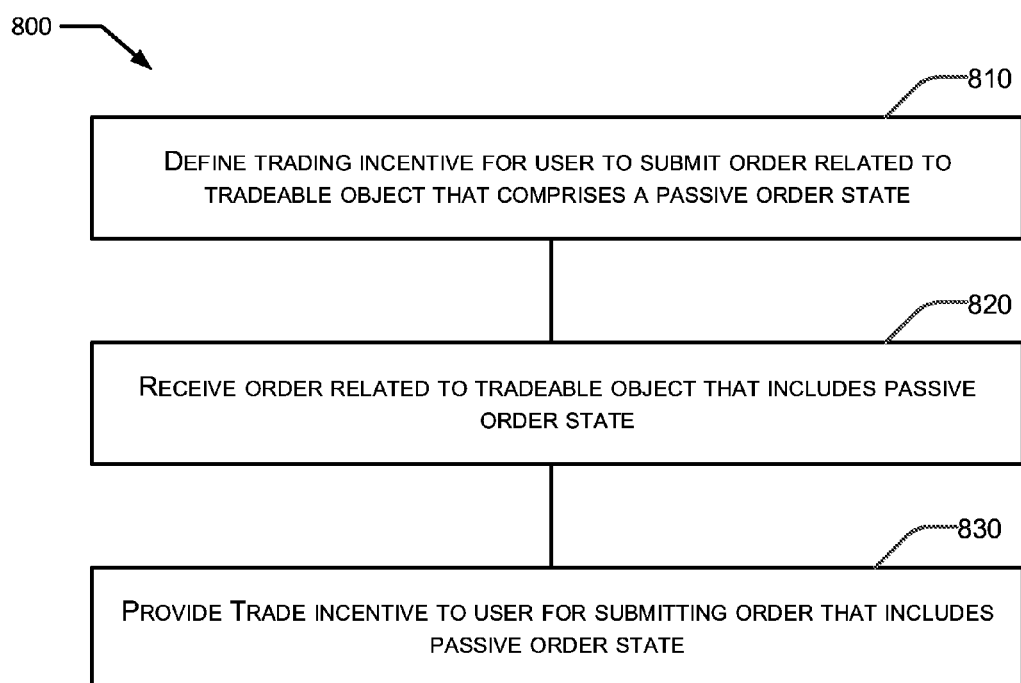 800
810
DEFINE TRADING INCENTIVE FOR USER TO SUBMIT ORDER RELATED TO
TRADEABLE OBJECT THAT COMPRISES A PASSIVE ORDER STATE
820
RECEIVE ORDER RELATED TO TRADEABLE OBJECT THAT INCLUDES PASSIVE
ORDER STATE
830
PROVIDE TRADE INCENTIVE TO USER FOR SUBMITTING ORDER THAT INCLUDES
PASSIVE ORDER STATE